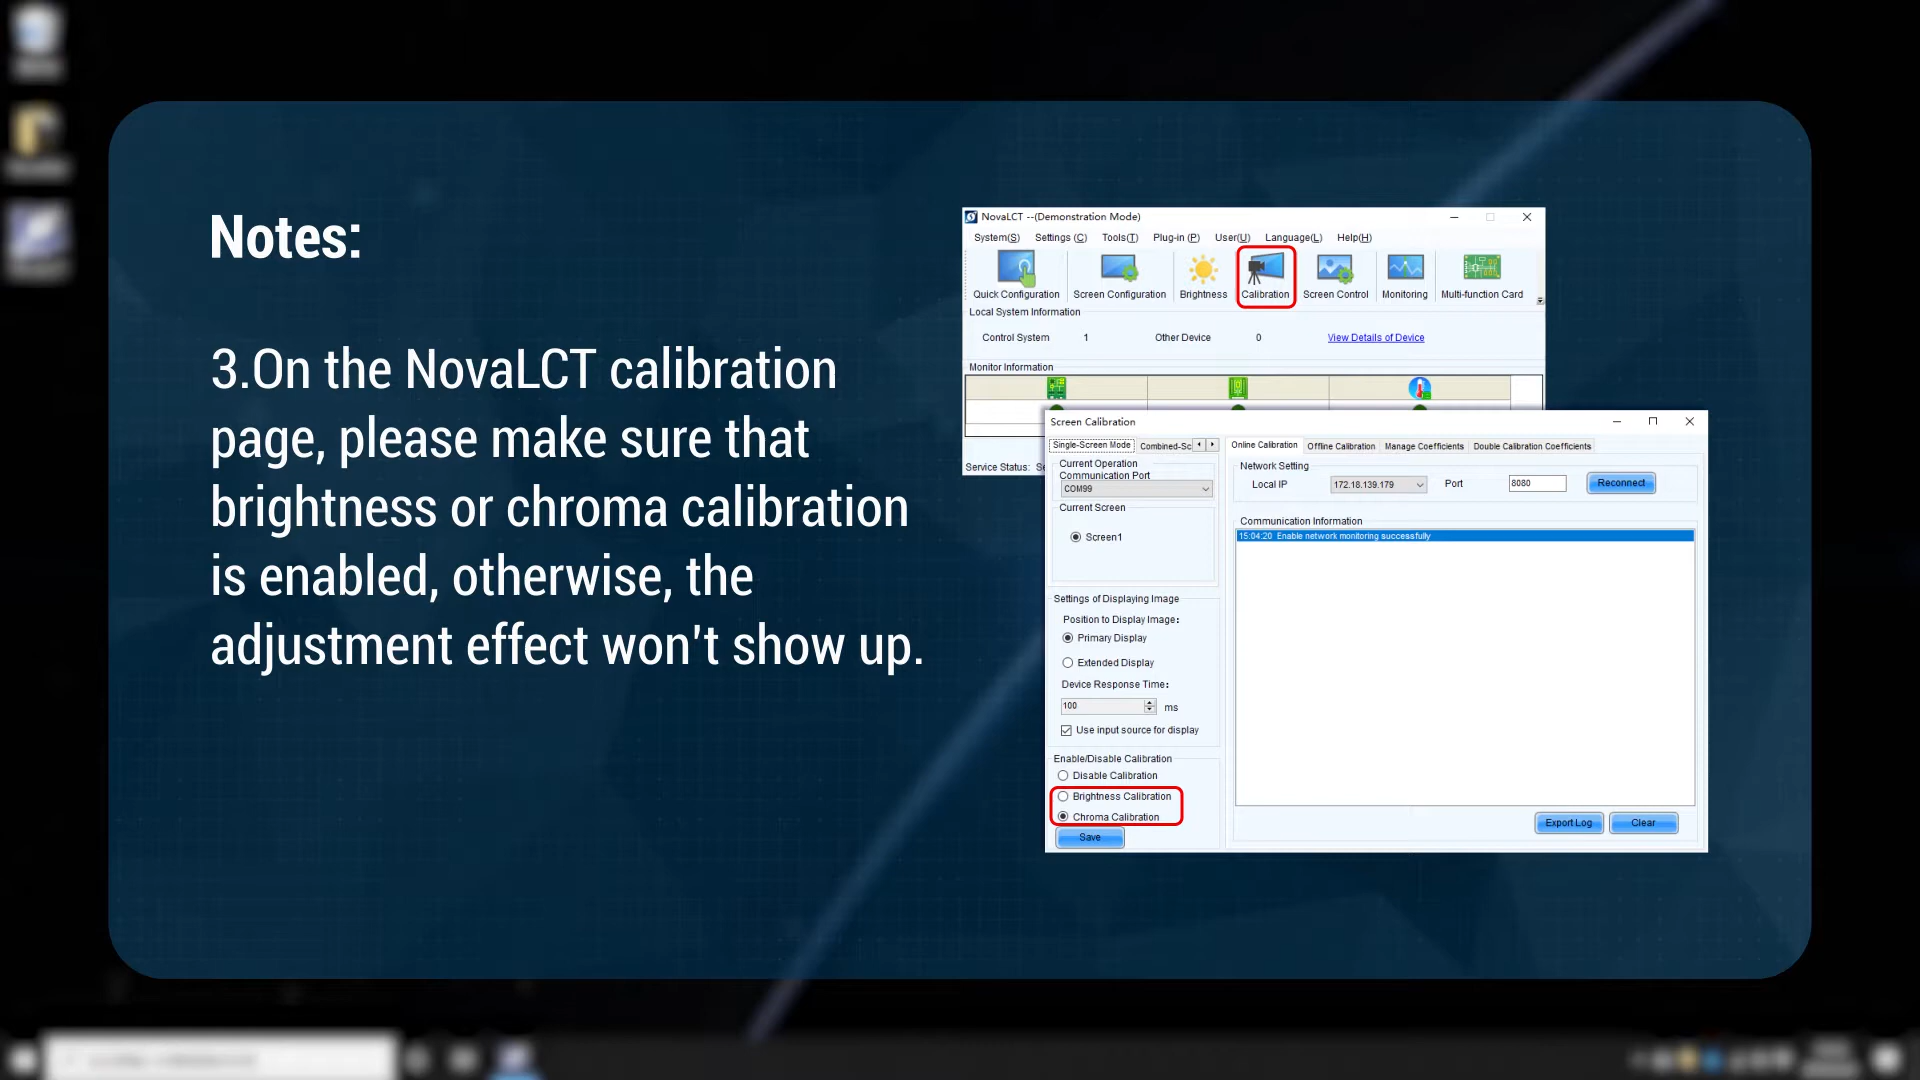 Notes:
3.On the NovaLCT calibration
page, please make sure that
brightness or chroma calibration
is enabled, otherwise, the
adjustment effect won't show up.
NovaLCT --(Demonstration Mode)
System(S) Settings (C) Tools(T) Plug-in (P) User(U) Language(L) Help(H)
Quick Configuration Screen Configuration Brightness Calibration Screen Control Monitoring Multi-function Card
Local System Information
Control System 1 Other Device 0 View Details of Device
Monitor Information
Service Status:
Screen Calibration
Single-Screen Mode Combined-Sc
Current Operation
Communication Port
COM99
Current Screen
Screen1
Settings of Displaying Image
Position to Display Image:
Primary Display
Extended Display
Device Response Time:
100 ms
Use input source for display
Enable/Disable Calibration
Disable Calibration
Brightness Calibration
Chroma Calibration
Save
Online Calibration Offline Calibration Manage Coefficients Double Calibration Coefficients
Network Setting
Local IP 172.18.139.179 Port 8080 Reconnect
Communication Information
15:04:20 Enable network monitoring successfully
Export Log Clear